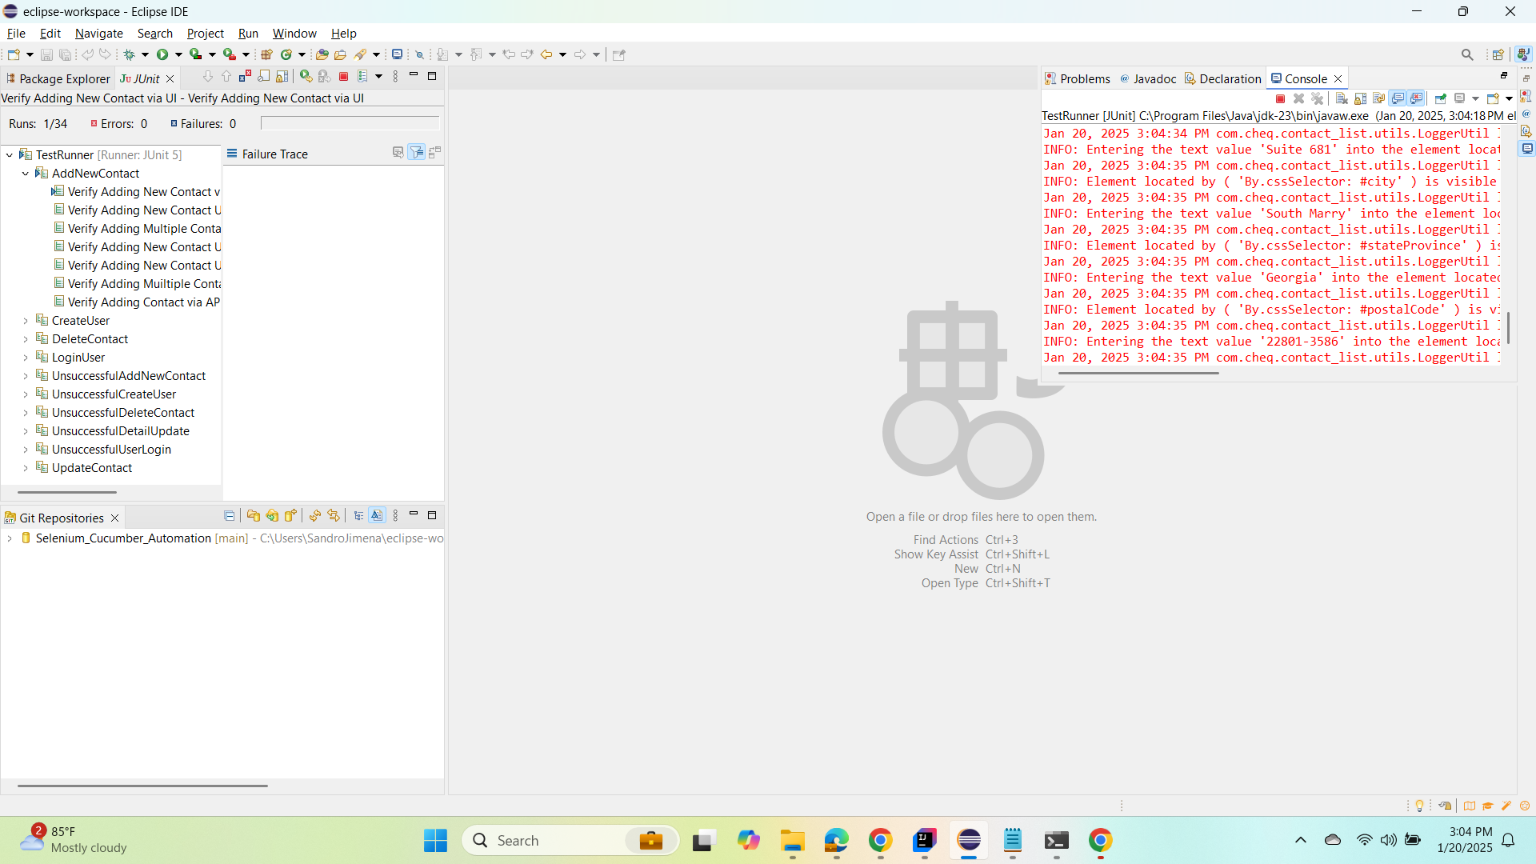 eclipse-workspace - Eclipse IDE
File Edit Navigate Search Project Run Window Help
Package Explorer
JUnit
Verify Adding New Contact via UI - Verify Adding New Contact via UI
Runs: 1/34 Errors: 0 Failures: 0
TestRunner [Runner: JUnit 5]
Failure Trace
AddNewContact
Verify Adding New Contact v
Verify Adding New Contact U
Verify Adding Multiple Conta
Verify Adding New Contact U
Verify Adding New Contact U
Verify Adding Muiltiple Conta
Verify Adding Contact via AP
CreateUser
DeleteContact
LoginUser
UnsuccessfulAddNewContact
UnsuccessfulCreateUser
UnsuccessfulDeleteContact
UnsuccessfulDetailUpdate
UnsuccessfulUserLogin
UpdateContact
Git Repositories
Selenium_Cucumber_Automation [main] - C:\Users\SandroJimena\eclipse-wo
Open a file or drop files here to open them.
Find Actions Ctrl+3
Show Key Assist Ctrl+Shift+L
New Ctrl+N
Open Type Ctrl+Shift+T
Problems Javadoc Declaration Console
TestRunner [JUnit] C:\Program Files\Java\jdk-23\bin\javaw.exe (Jan 20, 2025, 3:04:18 PM el
Jan 20, 2025 3:04:34 PM com.cheq.contact_list.utils.LoggerUtil
INFO: Entering the text value 'Suite 681' into the element locat
Jan 20, 2025 3:04:35 PM com.cheq.contact_list.utils.LoggerUtil
INFO: Element located by ( 'By.cssSelector: #city' ) is visible
Jan 20, 2025 3:04:35 PM com.cheq.contact_list.utils.LoggerUtil
INFO: Entering the text value 'South Marry' into the element loc
Jan 20, 2025 3:04:35 PM com.cheq.contact_list.utils.LoggerUtil
INFO: Element located by ( 'By.cssSelector: #stateProvince' ) is
Jan 20, 2025 3:04:35 PM com.cheq.contact_list.utils.LoggerUtil
INFO: Entering the text value 'Georgia' into the element located
Jan 20, 2025 3:04:35 PM com.cheq.contact_list.utils.LoggerUtil
INFO: Element located by ( 'By.cssSelector: #postalCode' ) is vi
Jan 20, 2025 3:04:35 PM com.cheq.contact_list.utils.LoggerUtil
INFO: Entering the text value '22801-3586' into the element loca
Jan 20, 2025 3:04:35 PM com.cheq.contact_list.utils.LoggerUtil
2
85°F
Mostly cloudy
Search
3:04 PM
1/20/2025